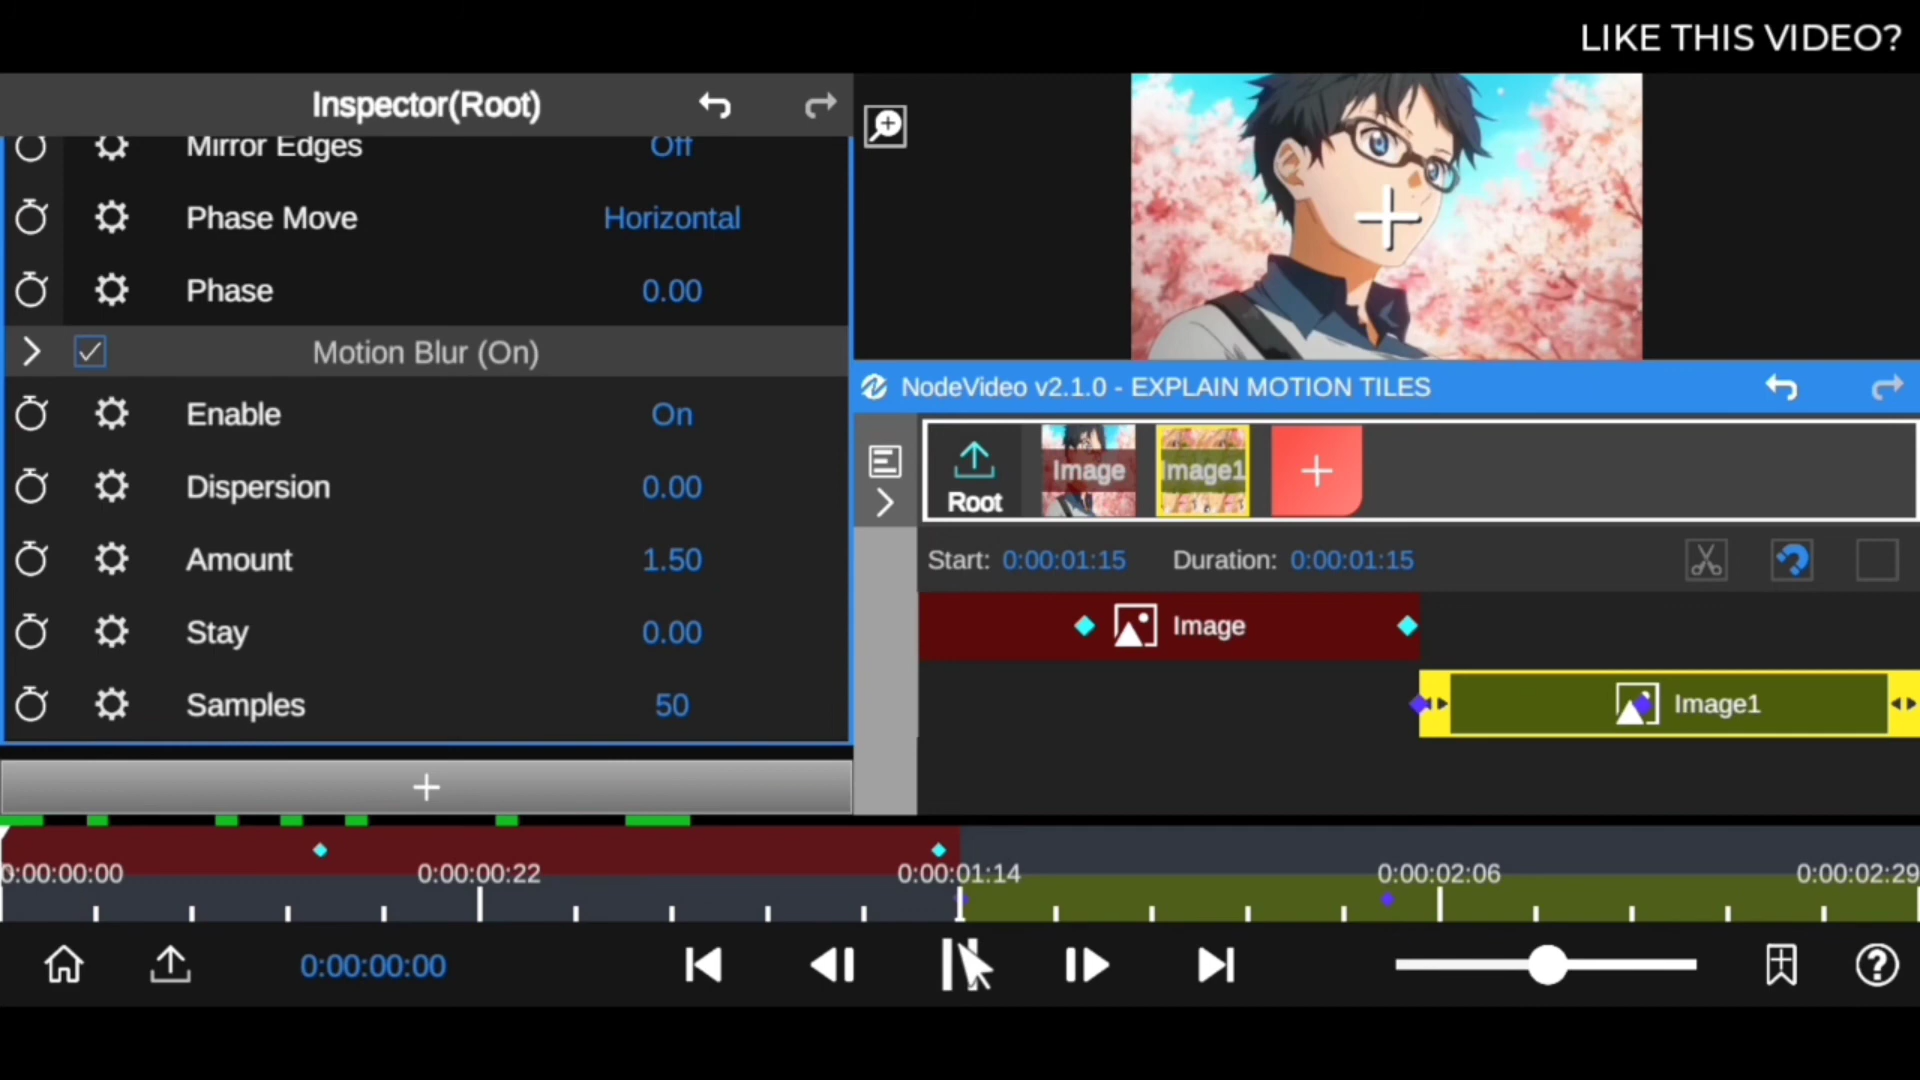 LIKE THIS VIDEO?
Inspector(Root)
Mirror Edges Off
Phase Move Horizontal
Phase 0.00
Motion Blur (On)
Enable On
Dispersion 0.00
Amount 1.50
Stay 0.00
Samples 50
NodeVideo v2.1.0 - EXPLAIN MOTION TILES
Root Image Image1
Start: 0:00:01:15 Duration: 0:00:01:15
Image
Image1
0:00:00:00 0:00:00:22 0:00:01:14 0:00:02:06 0:00:02:29
0:00:00:00